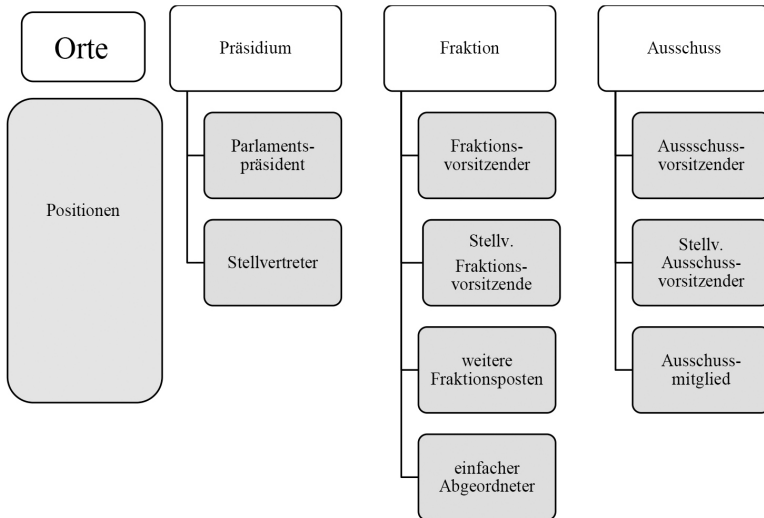 Orte
Positionen
Präsidium
Parlaments-
präsident
Stellvertreter
Fraktion
Fraktions-
vorsitzender
Stellv.
Fraktions-
vorsitzende
weitere
Fraktionsposten
einfacher
Abgeordneter
Ausschuss
Aussschuss-
vorsitzender
Stellv.
Ausschuss-
vorsitzender
Ausschuss-
mitglied